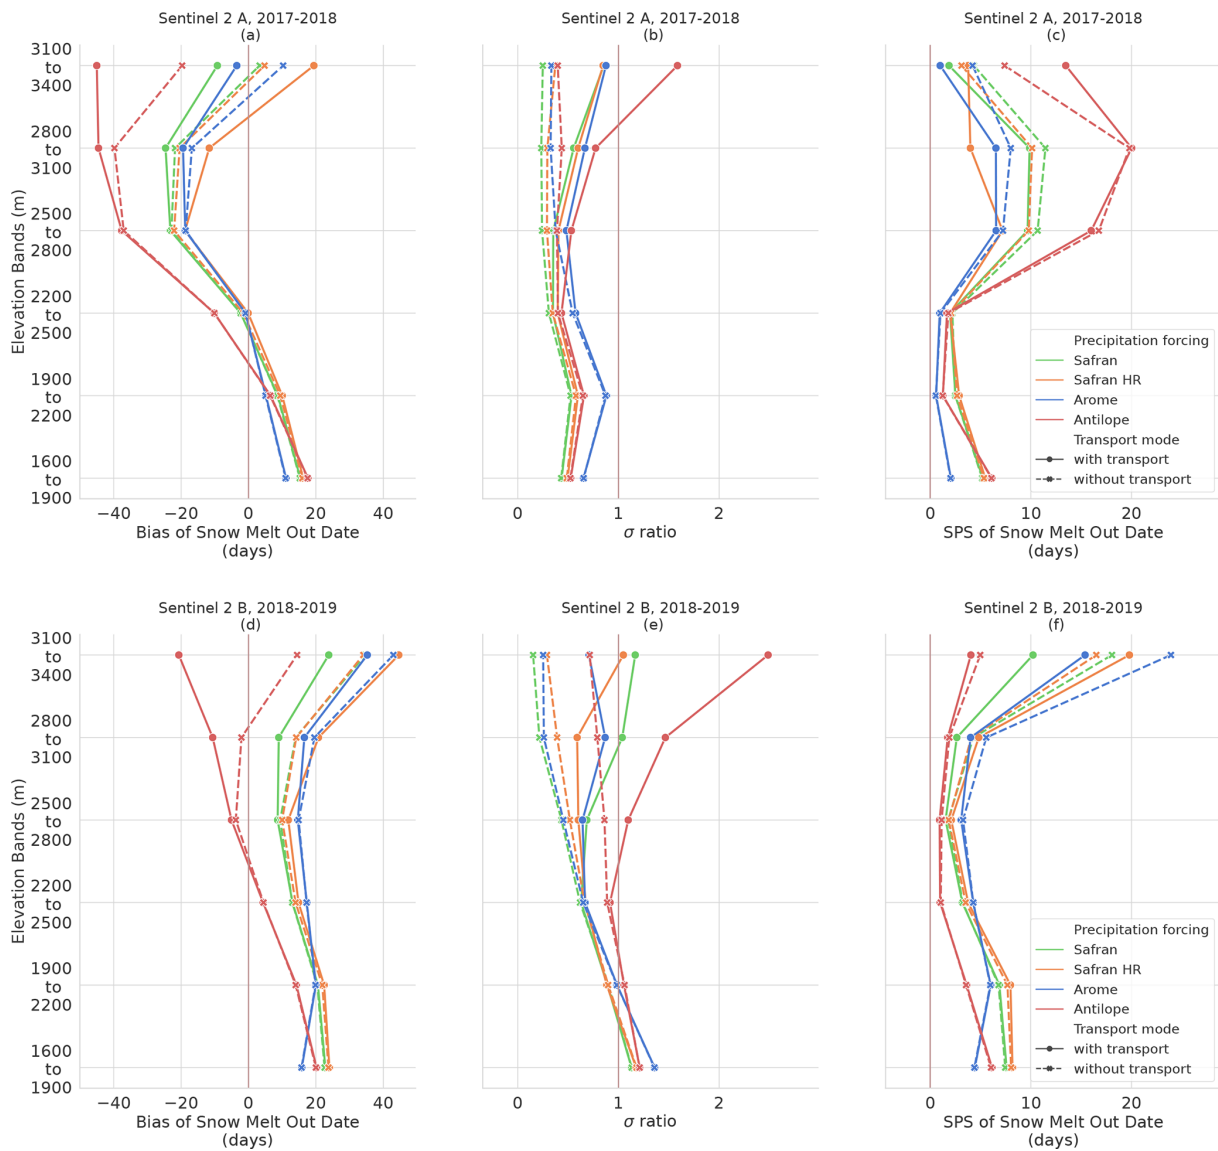 Sentinel 2 A, 2017-2018
(a)
Sentinel 2 A, 2017-2018
(b)
Sentinel 2 A, 2017-2018
(c)
Elevation Bands (m)
3100
to
3400
2800
to
3100
2500
to
2800
2200
to
2500
1900
to
2200
1600
to
1900
−40 −20 0 20 40
Bias of Snow Melt Out Date
(days)
0 1 2
σ ratio
0 10 20
SPS of Snow Melt Out Date
(days)
Precipitation forcing
Safran
Safran HR
Arome
Antilope
Transport mode
with transport
without transport
Sentinel 2 B, 2018-2019
(d)
Sentinel 2 B, 2018-2019
(e)
Sentinel 2 B, 2018-2019
(f)
Elevation Bands (m)
3100
to
3400
2800
to
3100
2500
to
2800
2200
to
2500
1900
to
2200
1600
to
1900
−40 −20 0 20 40
Bias of Snow Melt Out Date
(days)
0 1 2
σ ratio
0 10 20
SPS of Snow Melt Out Date
(days)
Precipitation forcing
Safran
Safran HR
Arome
Antilope
Transport mode
with transport
without transport